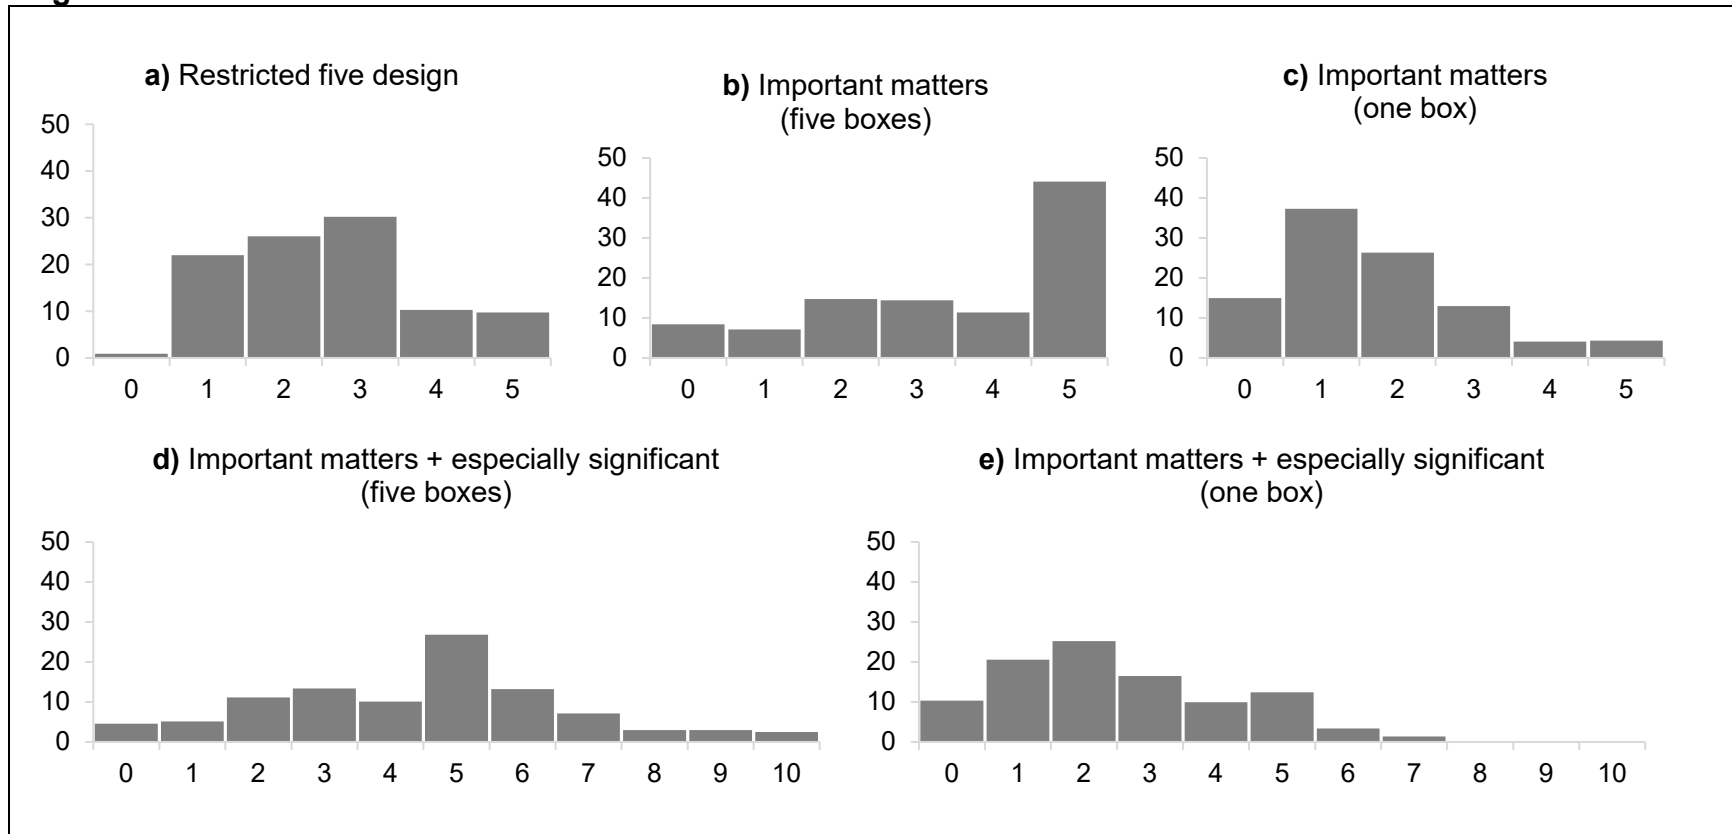 a) Restricted five design
50
40
30
20
10
0
0 1 2 3 4 5
b) Important matters
(five boxes)
50
40
30
20
10
0
0 1 2 3 4 5
c) Important matters
(one box)
50
40
30
20
10
0
0 1 2 3 4 5
d) Important matters + especially significant
(five boxes)
50
40
30
20
10
0
0 1 2 3 4 5 6 7 8 9 10
e) Important matters + especially significant
(one box)
50
40
30
20
10
0
0 1 2 3 4 5 6 7 8 9 10